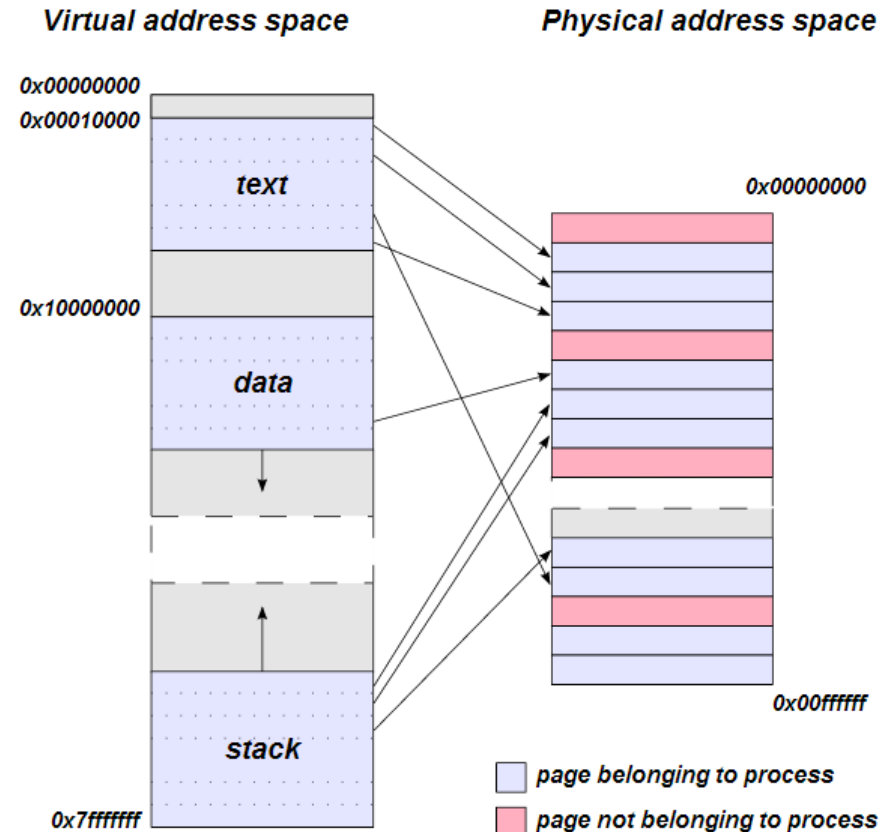 Virtual address space
Physical address space
0x00000000
0x00010000
text
0x00000000
0x10000000
data
stack
0x00ffffff
page belonging to process
0x7fffffff
page not belonging to process